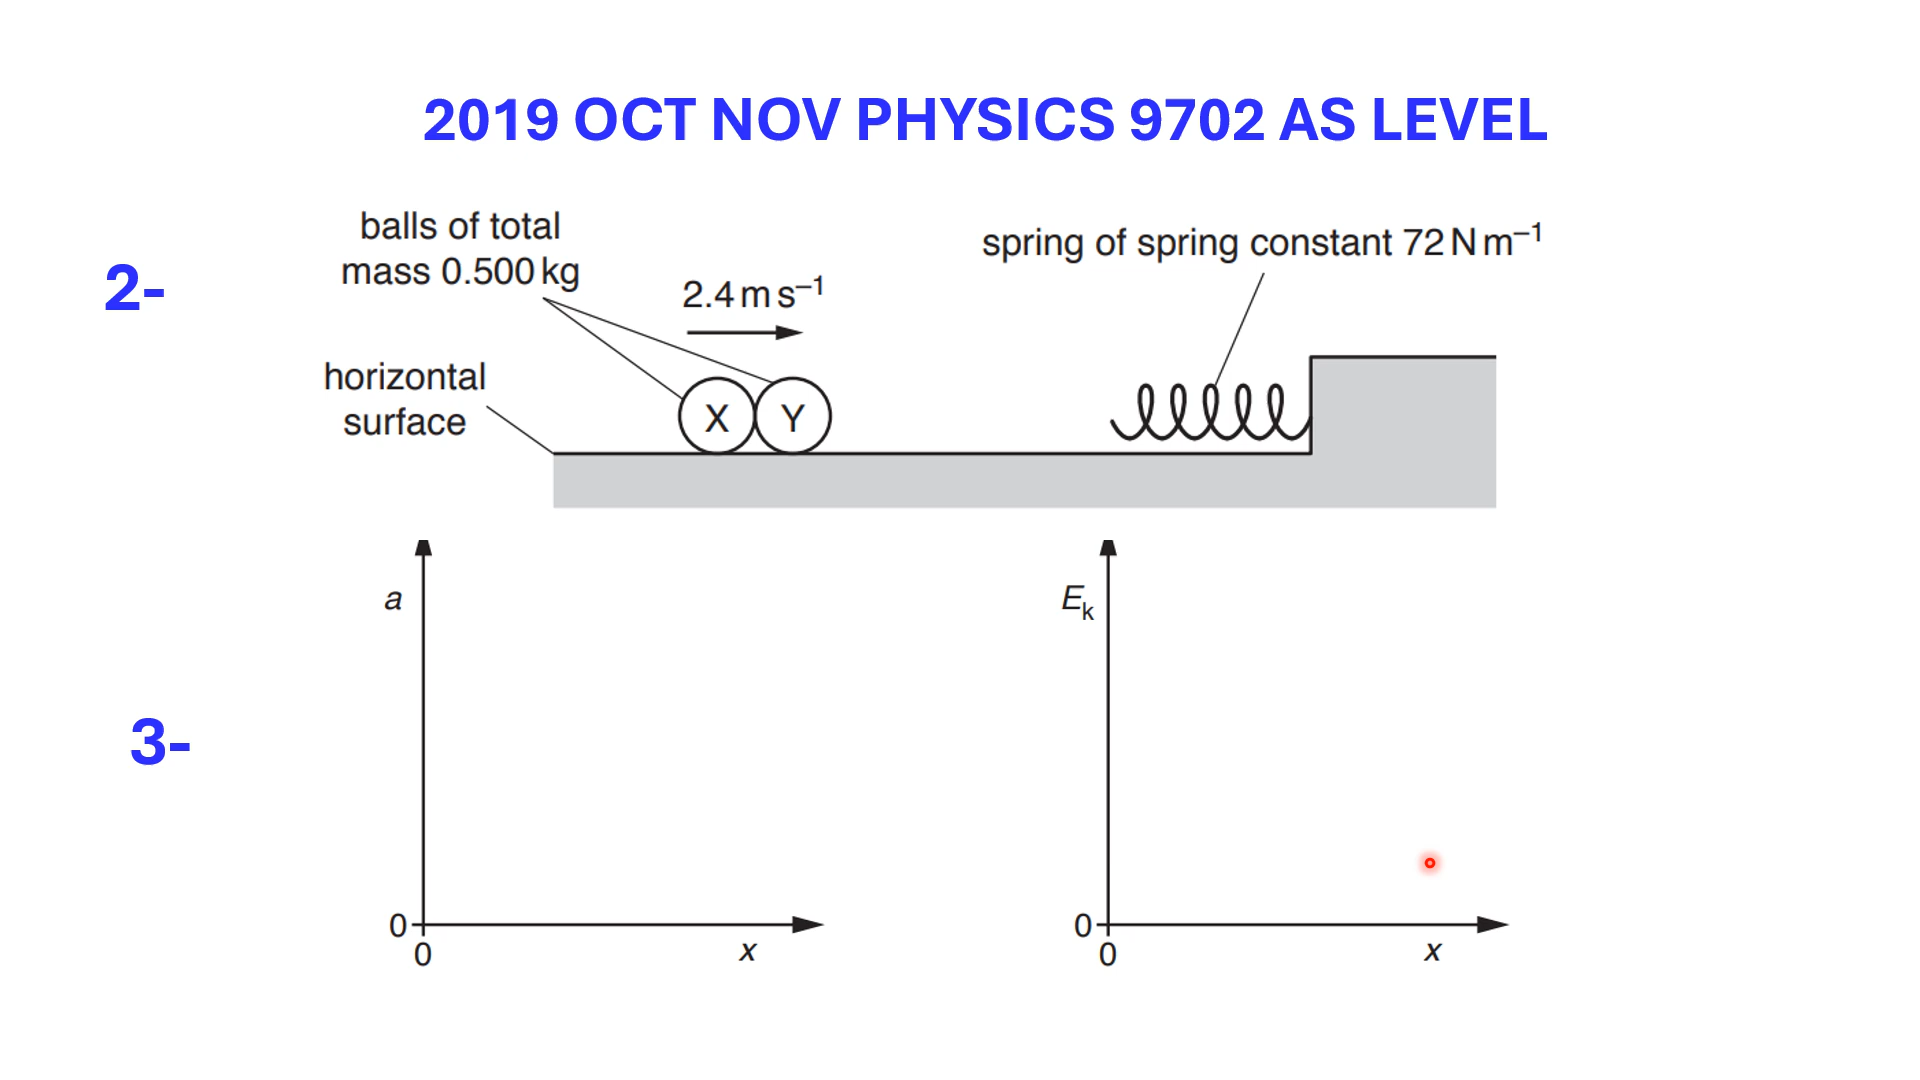 2019 OCT NOV PHYSICS 9702 AS LEVEL
2-
balls of total
mass 0.500 kg
2.4 m s⁻¹
spring of spring constant 72 N m⁻¹
horizontal
surface
X
Y
3-
a
0
0
x
Eₖ
0
0
x